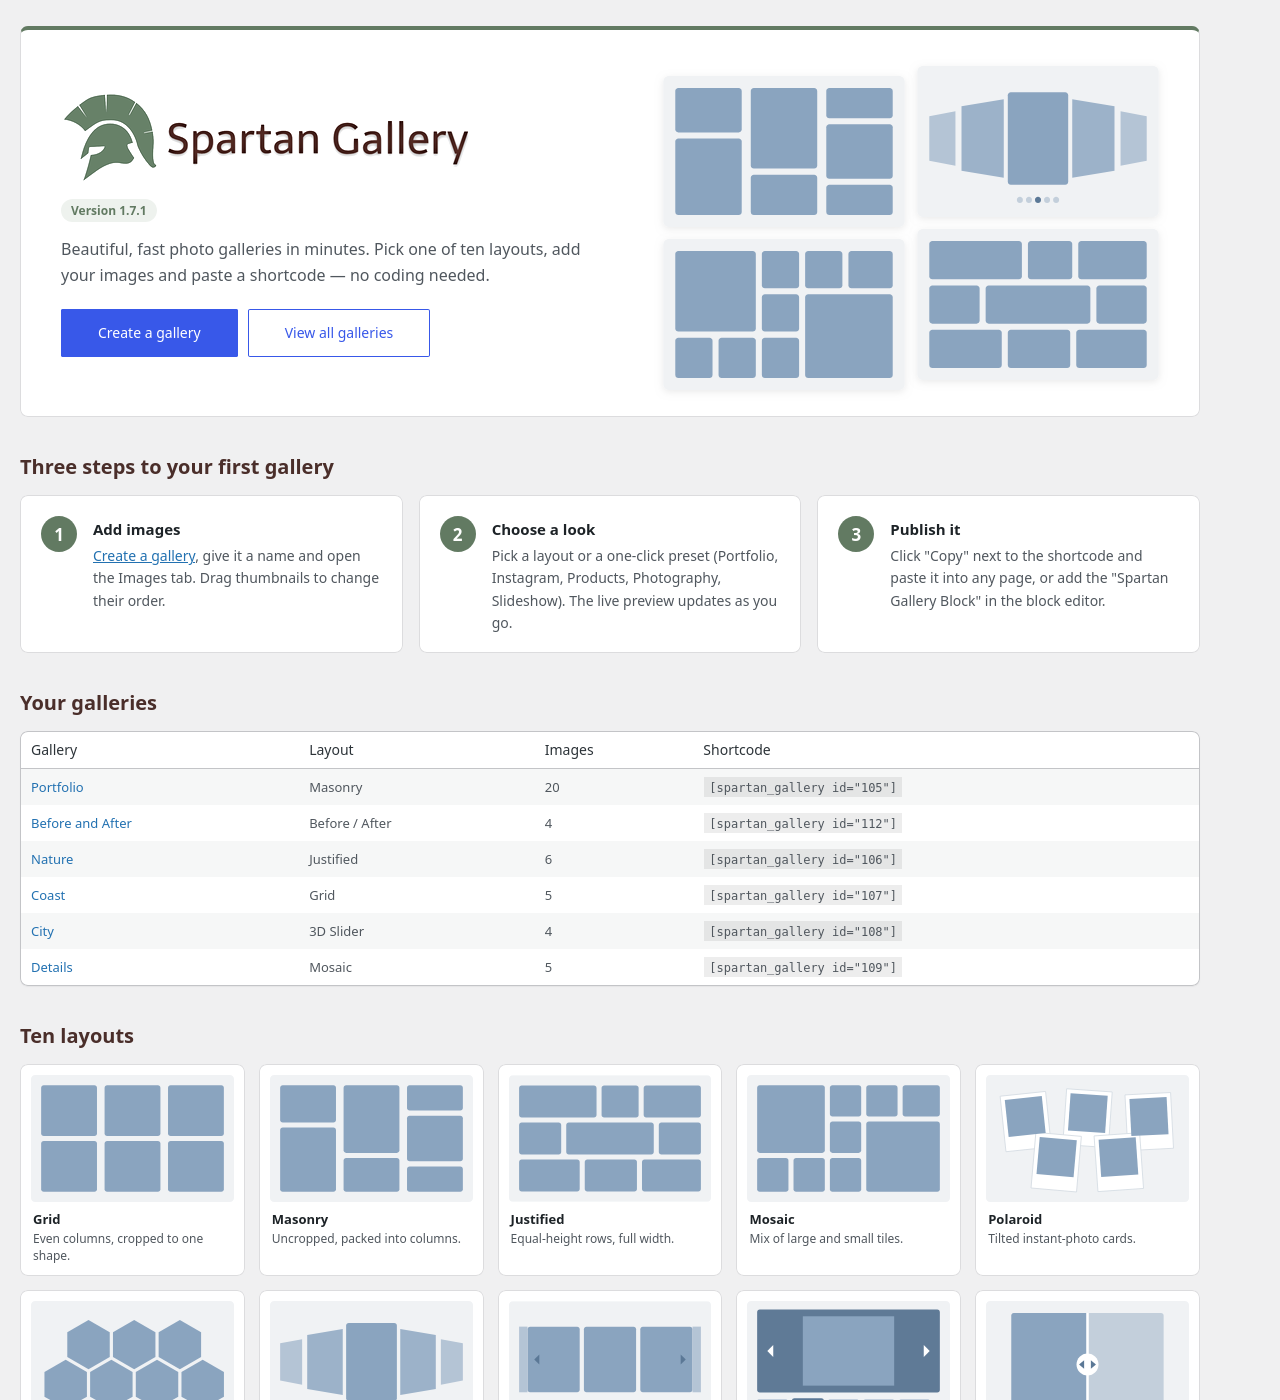 Spartan Gallery
Version 1.7.1
Beautiful, fast photo galleries in minutes. Pick one of ten layouts, add
your images and paste a shortcode — no coding needed.
Create a gallery
View all galleries
Three steps to your first gallery
1
Add images
Create a gallery, give it a name and open
the Images tab. Drag thumbnails to change
their order.
2
Choose a look
Pick a layout or a one-click preset (Portfolio,
Instagram, Products, Photography,
Slideshow). The live preview updates as you
go.
3
Publish it
Click "Copy" next to the shortcode and
paste it into any page, or add the "Spartan
Gallery Block" in the block editor.
Your galleries
Gallery Layout Images Shortcode
Portfolio Masonry 20 [spartan_gallery id="105"]
Before and After Before / After 4 [spartan_gallery id="112"]
Nature Justified 6 [spartan_gallery id="106"]
Coast Grid 5 [spartan_gallery id="107"]
City 3D Slider 4 [spartan_gallery id="108"]
Details Mosaic 5 [spartan_gallery id="109"]
Ten layouts
Grid
Even columns, cropped to one
shape.
Masonry
Uncropped, packed into columns.
Justified
Equal-height rows, full width.
Mosaic
Mix of large and small tiles.
Polaroid
Tilted instant-photo cards.